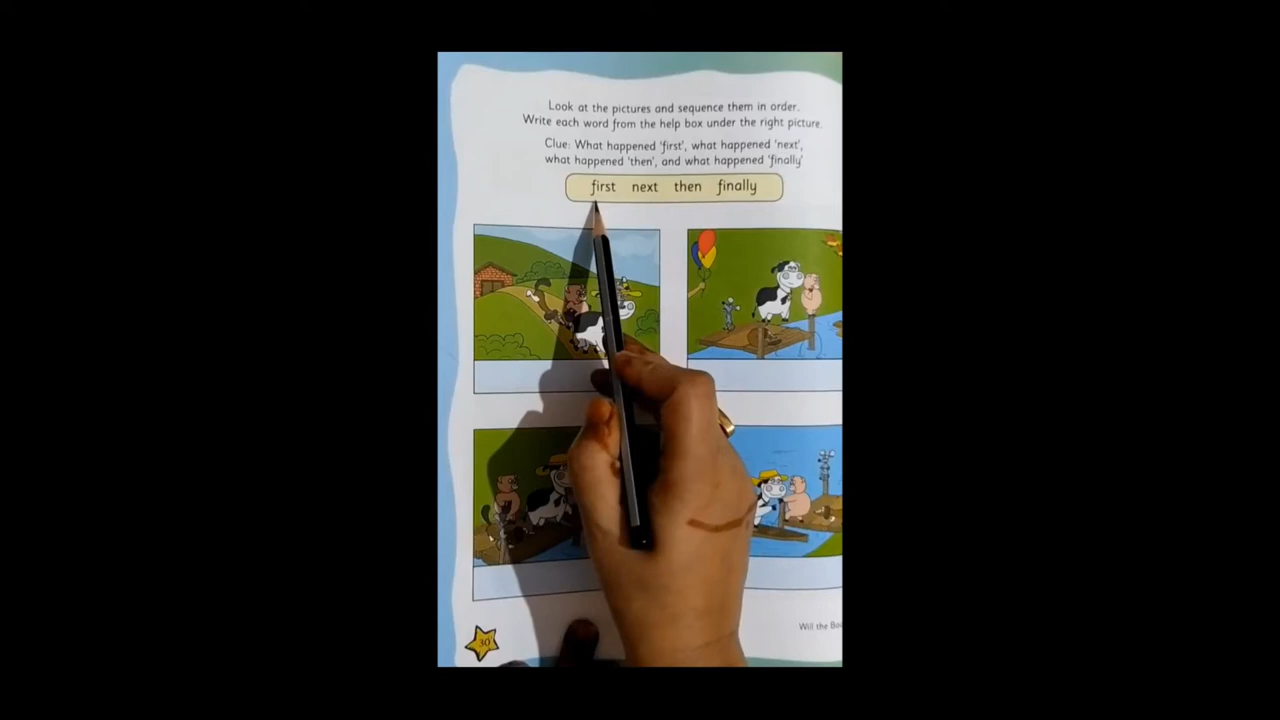 Look at the pictures and sequence them in order.
Write each word from the help box under the right picture.
Clue: What happened 'first', what happened 'next',
what happened 'then', and what happened 'finally'
first next then finally
30
Will the